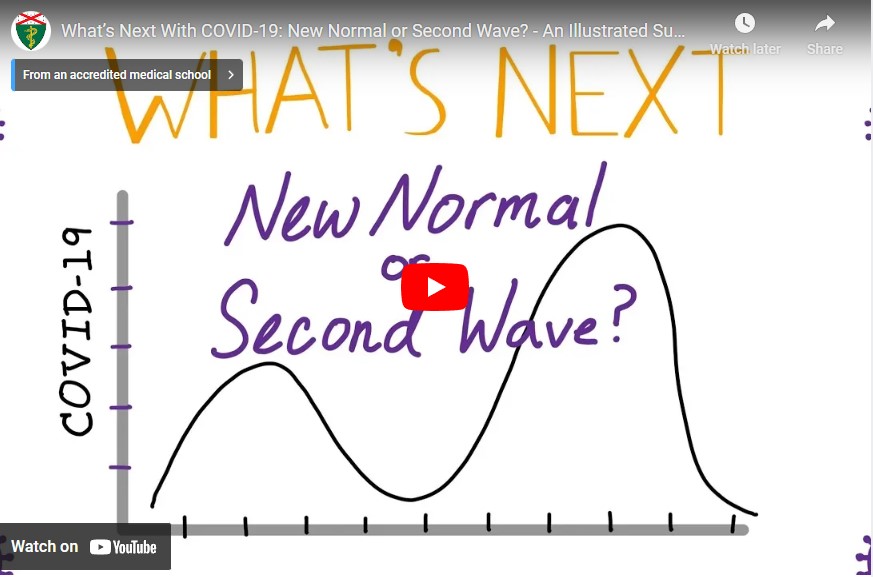 What's Next With COVID-19: New Normal or Second Wave? - An Illustrated Su...
Watch later
Share
From an accredited medical school
WHAT'S NEXT
New Normal
or
Second Wave?
COVID-19
Watch on YouTube